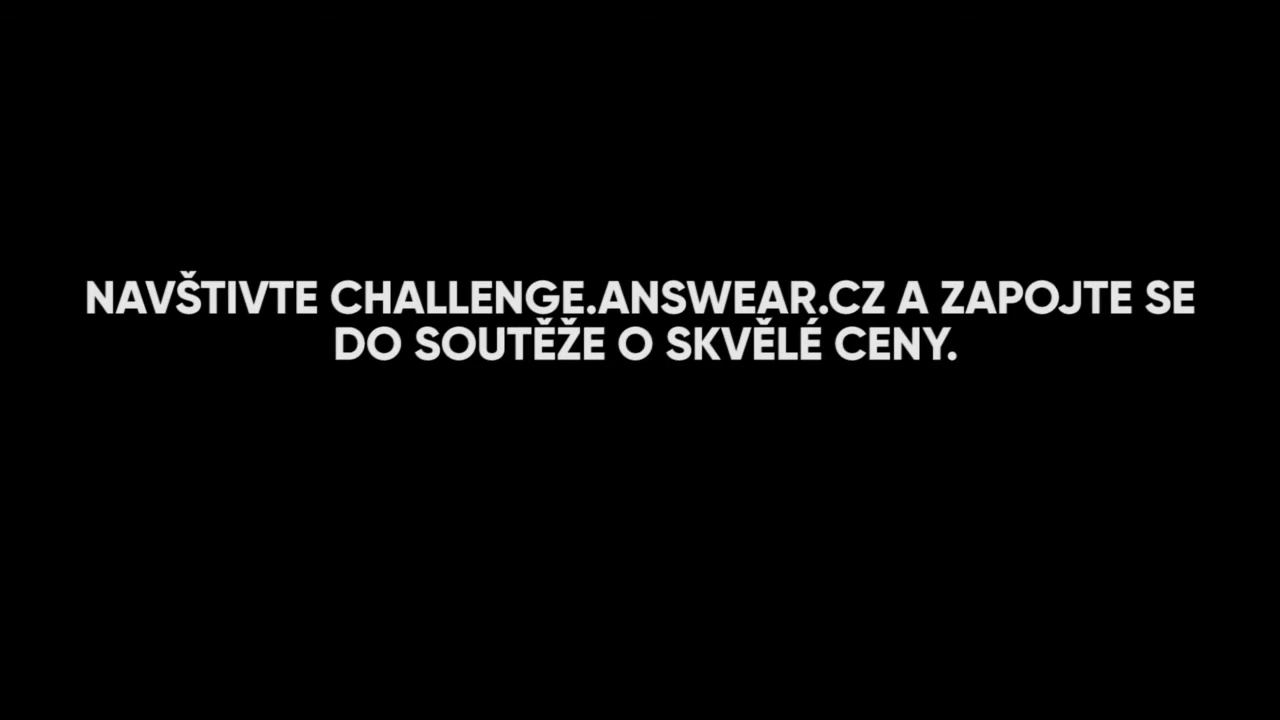 NAVŠTIVTE CHALLENGE.ANSWEAR.CZ A ZAPOJTE SE
DO SOUTĚŽE O SKVĚLÉ CENY.